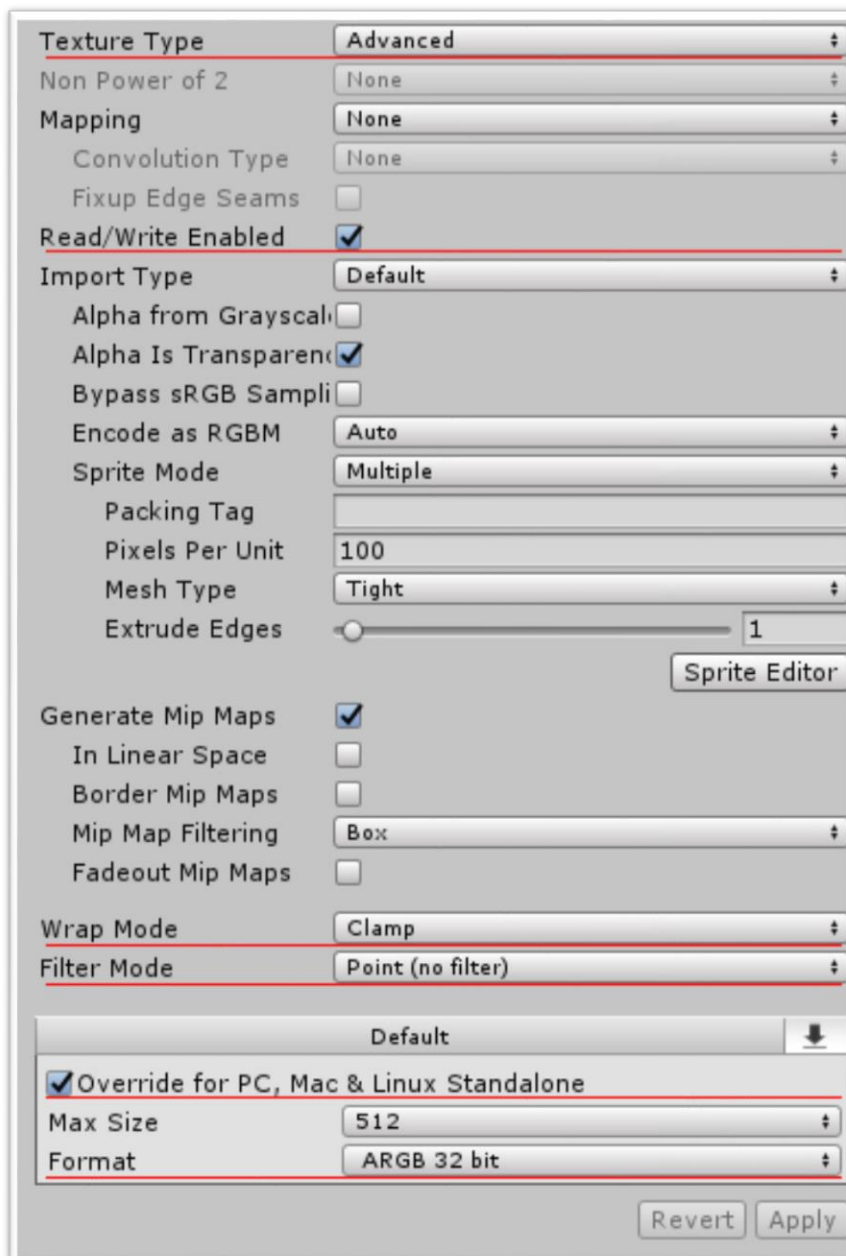 Texture Type Advanced
Non Power of 2 None
Mapping None
Convolution Type None
Fixup Edge Seams
Read/Write Enabled
Import Type Default
Alpha from Grayscal
Alpha Is Transparen
Bypass sRGB Sampli
Encode as RGBM Auto
Sprite Mode Multiple
Packing Tag
Pixels Per Unit 100
Mesh Type Tight
Extrude Edges 1
Sprite Editor
Generate Mip Maps
In Linear Space
Border Mip Maps
Mip Map Filtering Box
Fadeout Mip Maps
Wrap Mode Clamp
Filter Mode Point (no filter)
Default
Override for PC, Mac & Linux Standalone
Max Size 512
Format ARGB 32 bit
Revert Apply